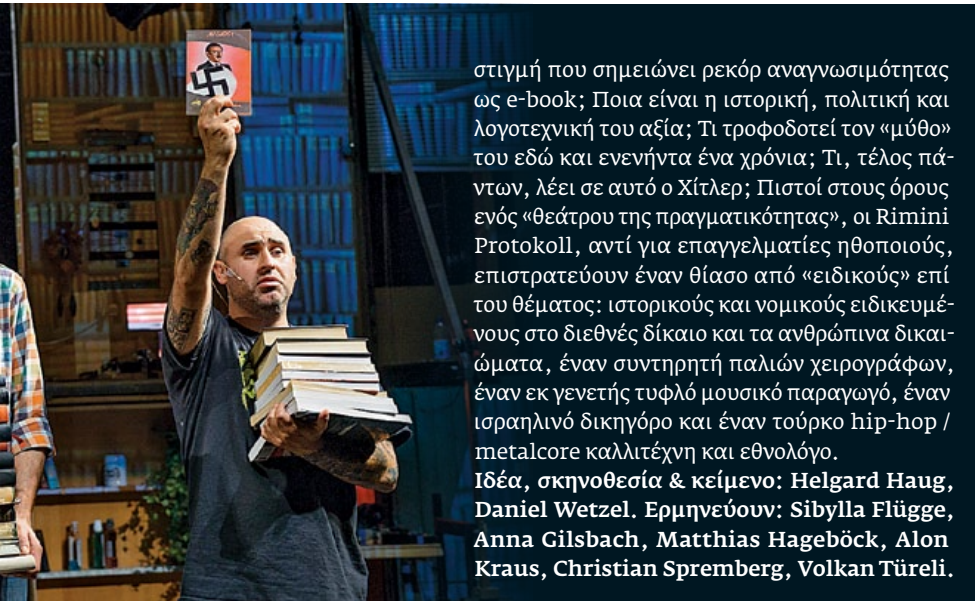 στιγμή που σημειώνει ρεκόρ αναγνωσιμότητας
ως e-book; Ποια είναι η ιστορική, πολιτική και
λογοτεχνική του αξία; Τι τροφοδοτεί τον «μύθο»
του εδώ και ενενήντα ένα χρόνια; Τι, τέλος πά-
ντων, λέει σε αυτό ο Χίτλερ; Πιστοί στους όρους
ενός «θεάτρου της πραγματικότητας», οι Rimini
Protokoll, αντί για επαγγελματίες ηθοποιούς,
επιστρατεύουν έναν θίασο από «ειδικούς» επί
του θέματος: ιστορικούς και νομικούς ειδικευμέ-
νους στο διεθνές δίκαιο και τα ανθρώπινα δικαι-
ώματα, έναν συντηρητή παλιών χειρογράφων,
έναν εκ γενετής τυφλό μουσικό παραγωγό, έναν
ισραηλινό δικηγόρο και έναν τούρκο hip-hop /
metalcore καλλιτέχνη και εθνολόγο.
Ιδέα, σκηνοθεσία & κείμενο: Helgard Haug,
Daniel Wetzel. Ερμηνεύουν: Sibylla Flügge,
Anna Gilsbach, Matthias Hageböck, Alon
Kraus, Christian Spremberg, Volkan Türeli.